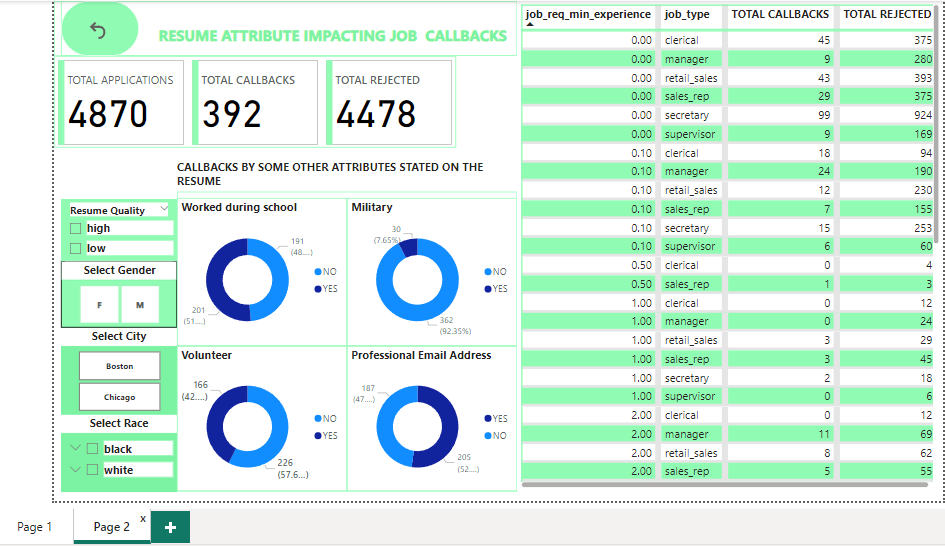 RESUME ATTRIBUTE IMPACTING JOB CALLBACKS
TOTAL APPLICATIONS
4870
TOTAL CALLBACKS
392
TOTAL REJECTED
4478
CALLBACKS BY SOME OTHER ATTRIBUTES STATED ON THE
RESUME
Resume Quality
high
low
Select Gender
F M
Select City
Boston
Chicago
Select Race
black
white
Worked during school
191
(48....)
201
(51....)
NO
YES
Military
30
(7.65%)
362
(92.35%)
NO
YES
Volunteer
166
(42....)
226
(57.6...)
NO
YES
Professional Email Address
187
(47....)
205
(52....)
YES
NO
job_req_min_experience job_type TOTAL CALLBACKS TOTAL REJECTED
0.00 clerical 45 375
0.00 manager 9 280
0.00 retail_sales 43 393
0.00 sales_rep 29 375
0.00 secretary 99 924
0.00 supervisor 9 169
0.10 clerical 18 94
0.10 manager 24 190
0.10 retail_sales 12 230
0.10 sales_rep 7 155
0.10 secretary 15 253
0.10 supervisor 6 60
0.50 clerical 0 4
0.50 sales_rep 1 3
1.00 clerical 0 12
1.00 manager 0 24
1.00 retail_sales 3 29
1.00 sales_rep 3 45
1.00 secretary 2 18
1.00 supervisor 0 6
2.00 clerical 0 12
2.00 manager 11 69
2.00 retail_sales 8 62
2.00 sales_rep 5 55
Page 1
Page 2 x
+